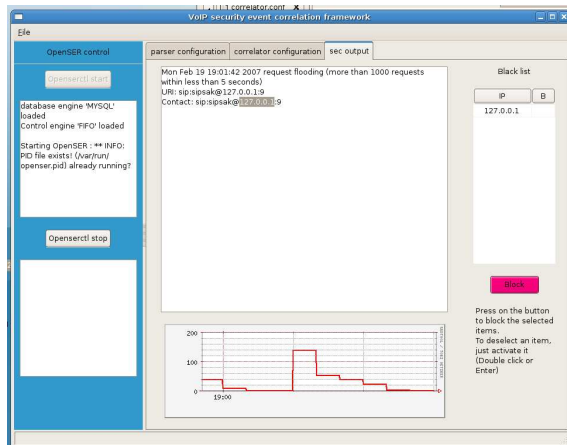 correlator.conf X
VoIP security event correlation framework
File
OpenSER control
parser configuration
correlator configuration
sec output
Openserctl start
database engine 'MYSQL'
loaded
Control engine 'FIFO' loaded
Starting OpenSER : ** INFO:
PID file exists! (/var/run/
openser.pid) already running?
Openserctl stop
Mon Feb 19 19:01:42 2007 request flooding (more than 1000 requests
within less than 5 seconds)
URI: sip:sipsak@127.0.0.1:9
Contact: sip:sipsak@127.0.0.1:9
200
100
0
19:00
Black list
IP B
127.0.0.1
Block
Press on the button
to block the selected
items.
To deselect an item,
just activate it
(Double click or
Enter)